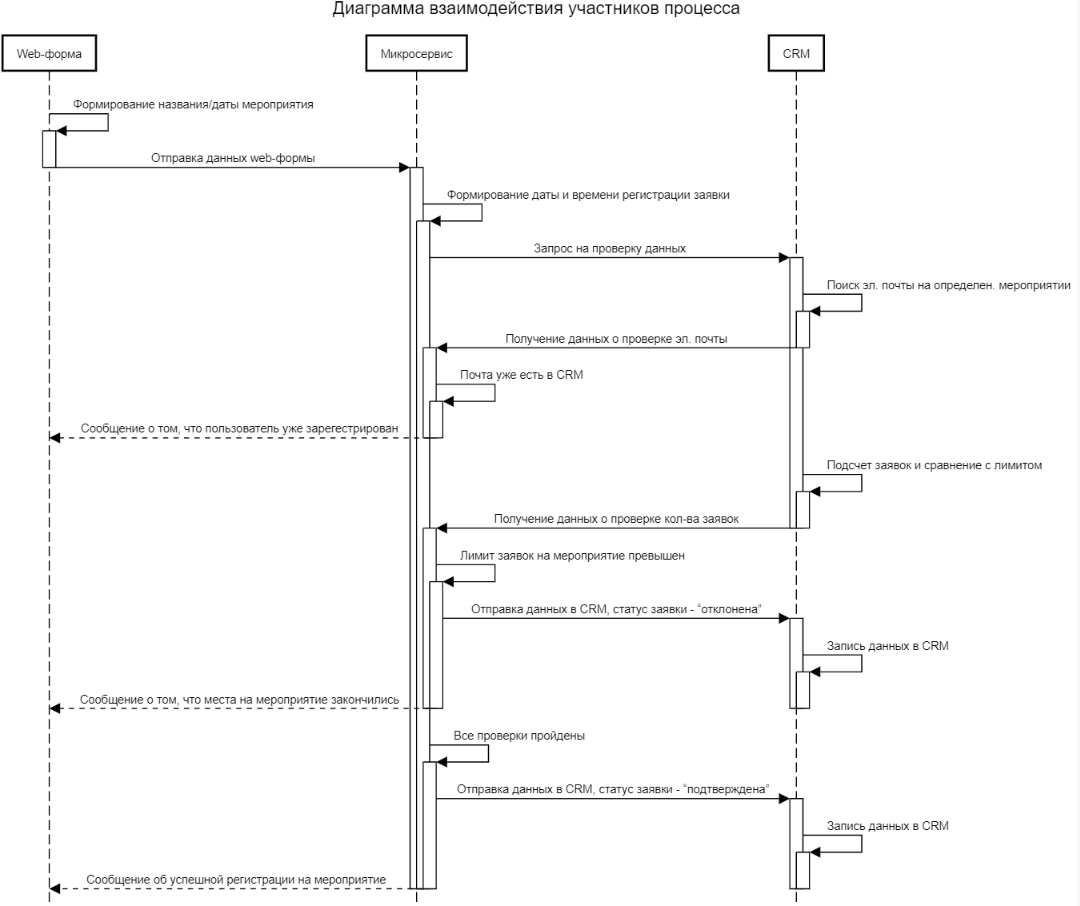 Диаграмма взаимодействия участников процесса
Web-форма
Микросервис
CRM
Формирование названия/даты мероприятия
Отправка данных web-формы
Формирование даты и времени регистрации заявки
Запрос на проверку данных
Поиск эл. почты на определен. мероприятии
Получение данных о проверке эл. почты
Почта уже есть в CRM
Сообщение о том, что пользователь уже зарегестрирован
Подсчет заявок и сравнение с лимитом
Получение данных о проверке кол-ва заявок
Лимит заявок на мероприятие превышен
Отправка данных в CRM, статус заявки - “отклонена”
Запись данных в CRM
Сообщение о том, что места на мероприятие закончились
Все проверки пройдены
Отправка данных в CRM, статус заявки - “подтверждена”
Запись данных в CRM
Сообщение об успешной регистрации на мероприятие